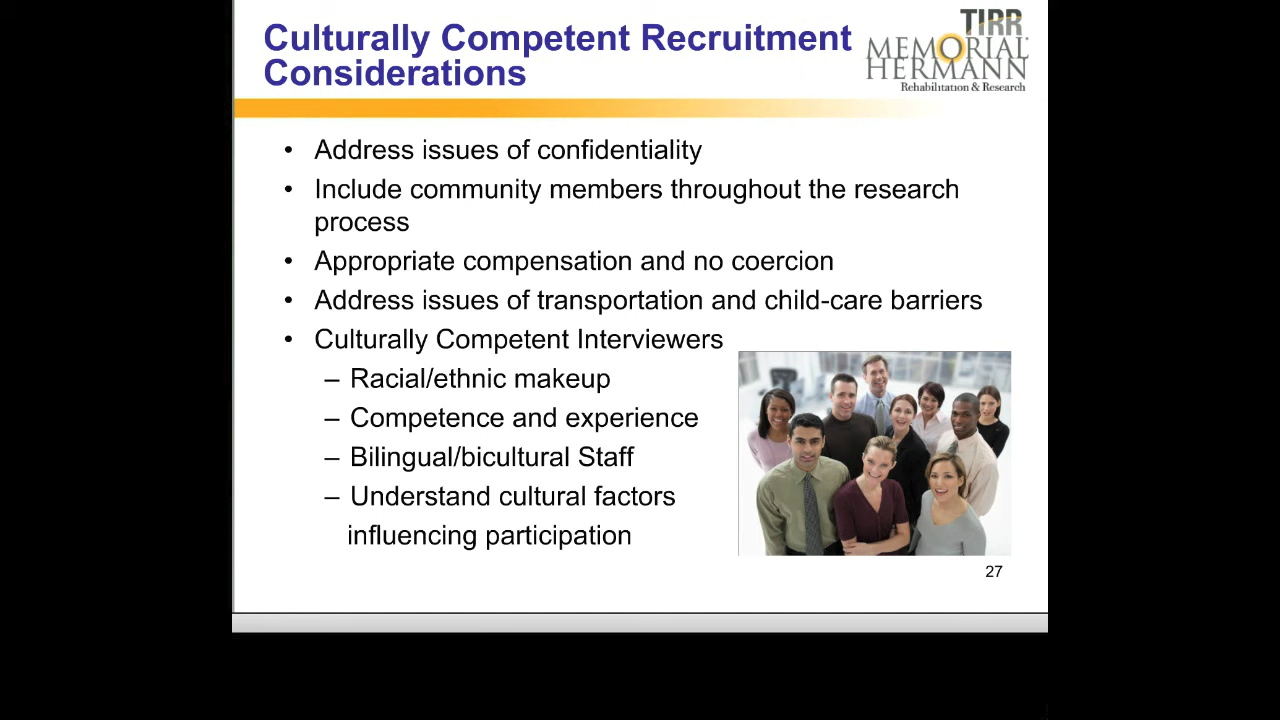 Culturally Competent Recruitment
Considerations
TIRR
MEMORIAL
HERMANN
Rehabilitation & Research
• Address issues of confidentiality
• Include community members throughout the research
process
• Appropriate compensation and no coercion
• Address issues of transportation and child-care barriers
• Culturally Competent Interviewers
– Racial/ethnic makeup
– Competence and experience
– Bilingual/bicultural Staff
– Understand cultural factors
influencing participation
27